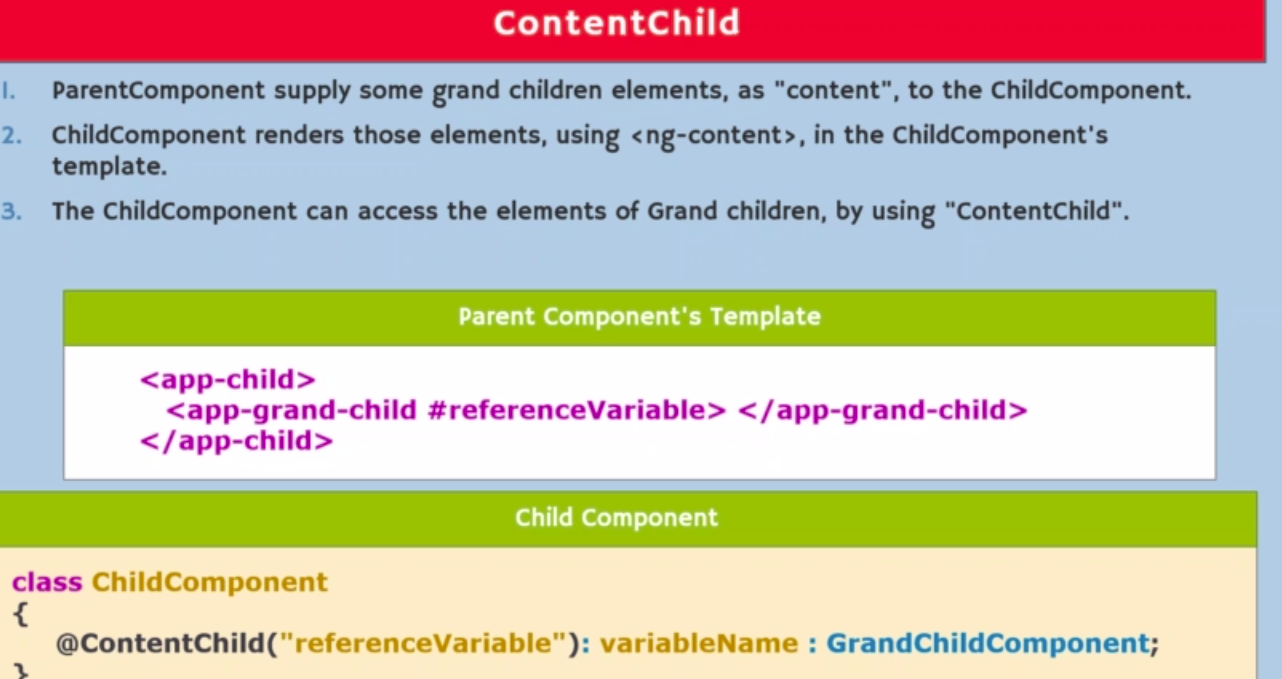 ContentChild
1. ParentComponent supply some grand children elements, as "content", to the ChildComponent.
2. ChildComponent renders those elements, using <ng-content>, in the ChildComponent's
template.
3. The ChildComponent can access the elements of Grand children, by using "ContentChild".
Parent Component's Template
<app-child>
<app-grand-child #referenceVariable> </app-grand-child>
</app-child>
Child Component
class ChildComponent
{
@ContentChild("referenceVariable"): variableName : GrandChildComponent;
}